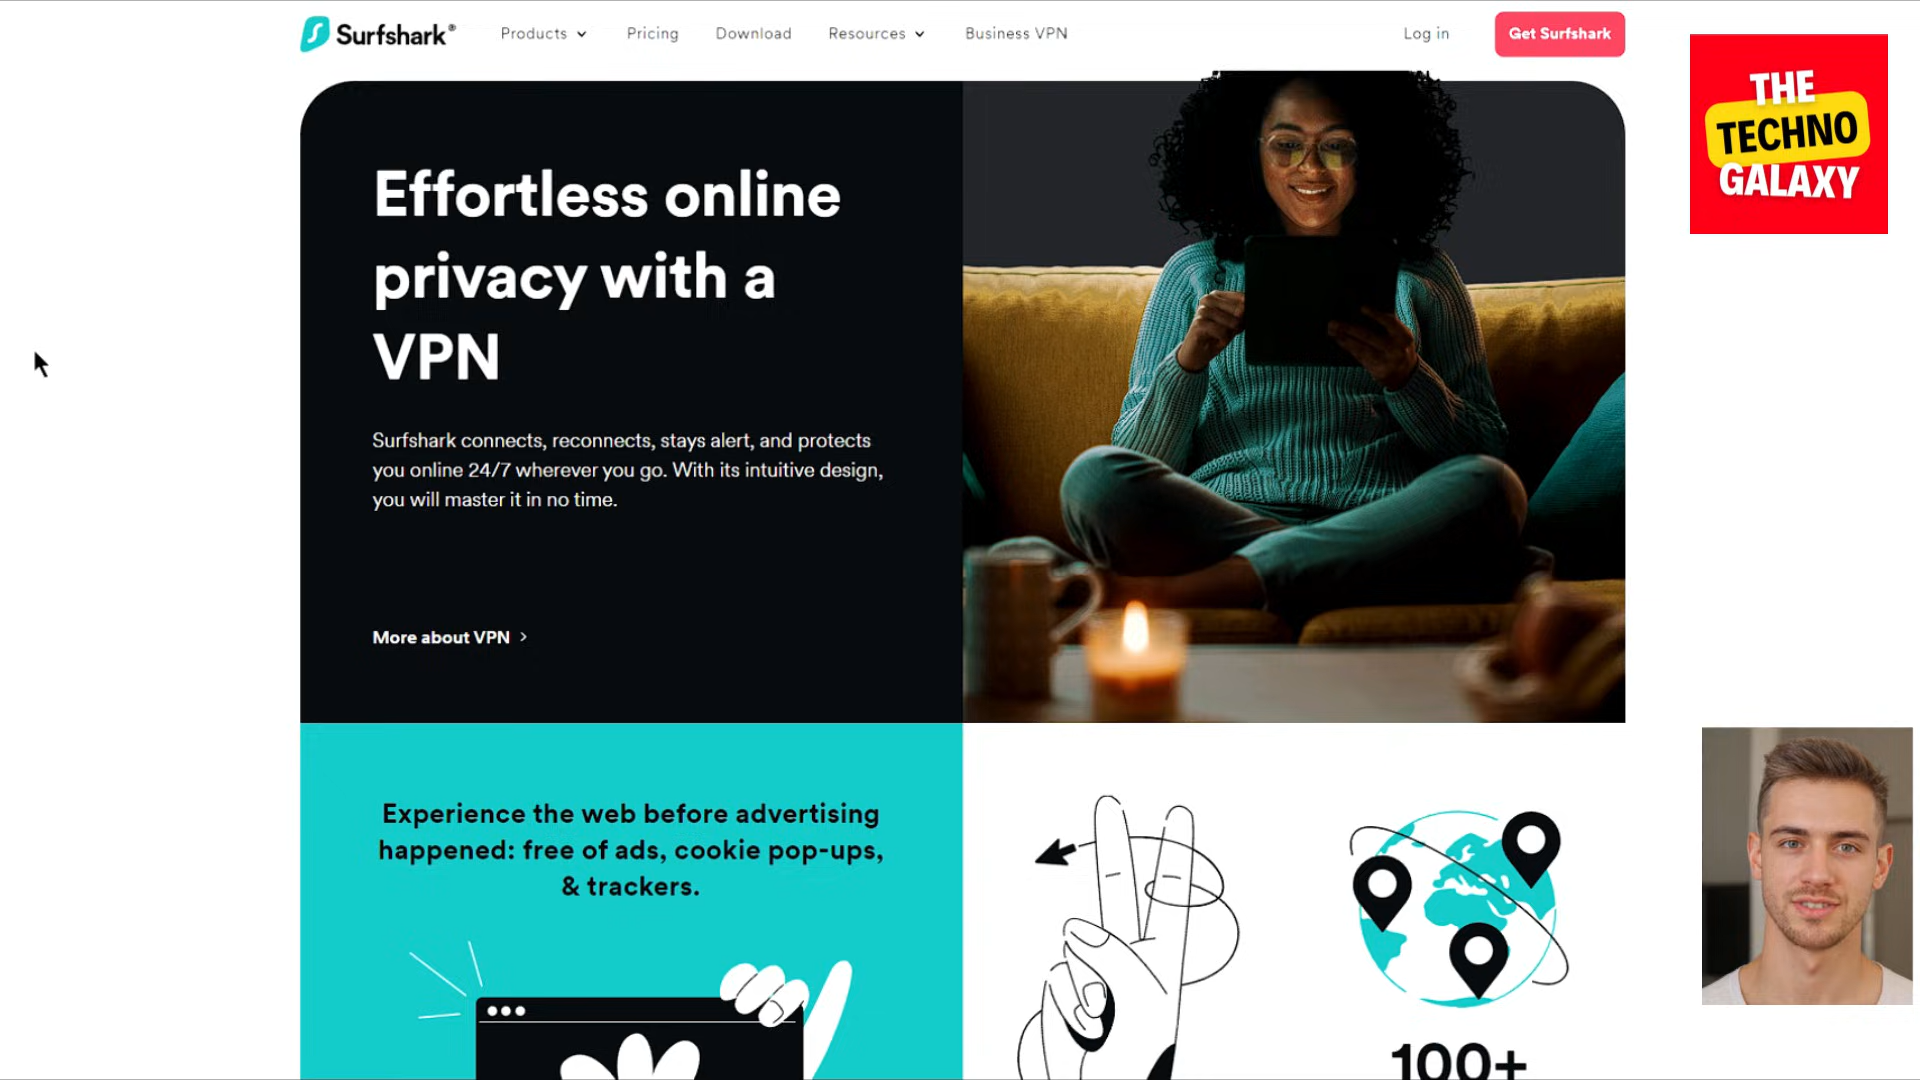 Surfshark®
Products
Pricing
Download
Resources
Business VPN
Log in
Get Surfshark
THE
TECHNO
GALAXY
Effortless online
privacy with a
VPN
Surfshark connects, reconnects, stays alert, and protects
you online 24/7 wherever you go. With its intuitive design,
you will master it in no time.
More about VPN
Experience the web before advertising
happened: free of ads, cookie pop-ups,
& trackers.
100+